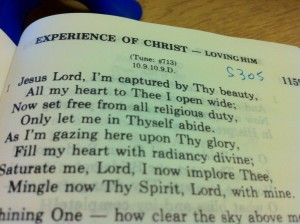 EXPERIENCE OF CHRIST — LOVING HIM
(Tune: §713)
10.9.10.9.D.
S305
115
1 Jesus Lord, I'm captured by Thy beauty,
All my heart to Thee I open wide;
Now set free from all religious duty,
Only let me in Thyself abide.
As I'm gazing here upon Thy glory,
Fill my heart with radiancy divine;
Saturate me, Lord, I now implore Thee,
Mingle now Thy Spirit, Lord, with mine.
hining One — how clear the sky above m